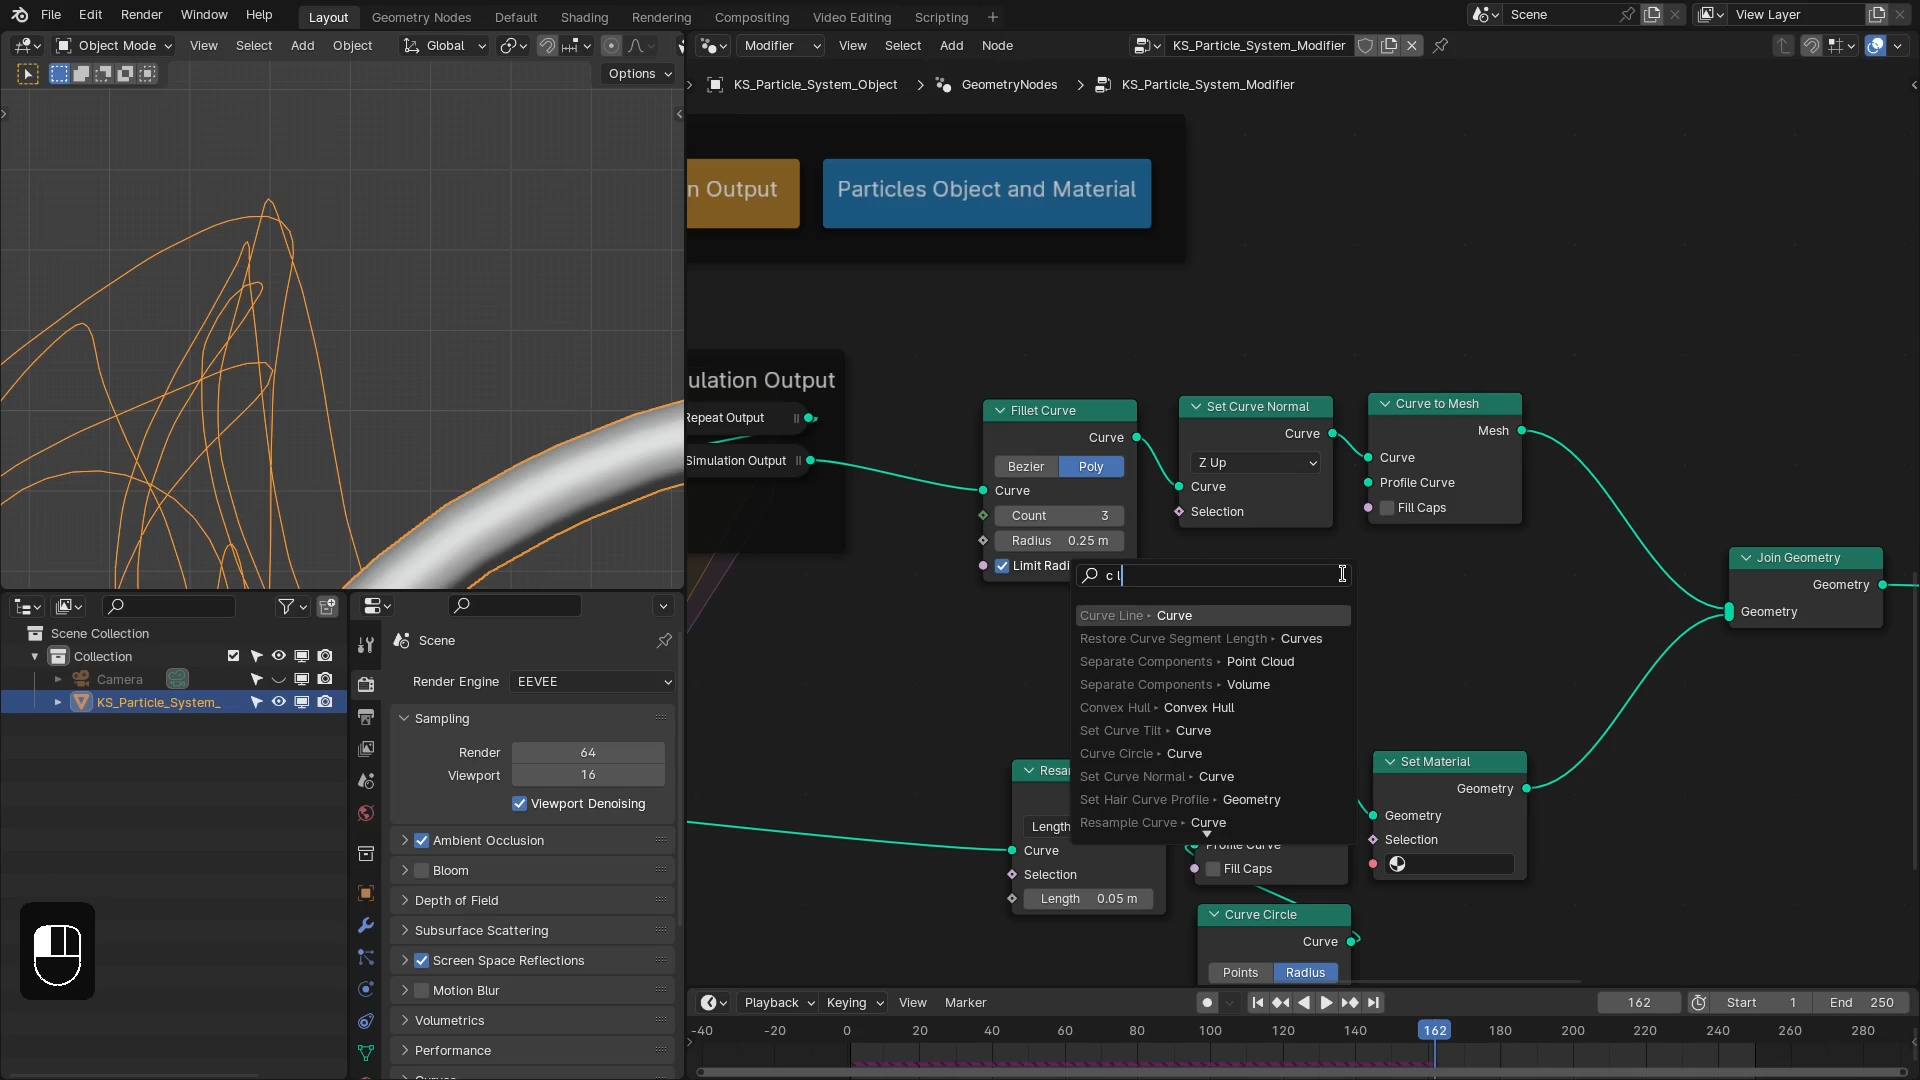 File Edit Render Window Help Layout Geometry Nodes Default Shading Rendering Compositing Video Editing Scripting Scene View Layer
Object Mode View Select Add Object Global
Options
Modifier View Select Add Node KS_Particle_System_Modifier
KS_Particle_System_Object GeometryNodes KS_Particle_System_Modifier
n Output
Particles Object and Material
ulation Output
Repeat Output
Simulation Output
Fillet Curve
Curve
Bezier Poly
Curve
Count 3
Radius 0.25 m
Limit Radi
Set Curve Normal
Curve
Z Up
Curve
Selection
Curve to Mesh
Mesh
Curve
Profile Curve
Fill Caps
Join Geometry
Geometry
Geometry
c l
Curve Line ▸ Curve
Restore Curve Segment Length ▸ Curves
Separate Components ▸ Point Cloud
Separate Components ▸ Volume
Convex Hull ▸ Convex Hull
Set Curve Tilt ▸ Curve
Curve Circle ▸ Curve
Set Curve Normal ▸ Curve
Set Hair Curve Profile ▸ Geometry
Resample Curve ▸ Curve
Resa
Length
Curve
Selection
Length 0.05 m
Profile Curve
Fill Caps
Curve Circle
Curve
Points Radius
Set Material
Geometry
Geometry
Selection
Scene Collection
Collection
Camera
KS_Particle_System_
Scene
Render Engine EEVEE
Sampling
Render 64
Viewport 16
Viewport Denoising
Ambient Occlusion
Bloom
Depth of Field
Subsurface Scattering
Screen Space Reflections
Motion Blur
Volumetrics
Performance
Playback Keying View Marker 162 Start 1 End 250
-40 -20 0 20 40 60 80 100 120 140 162 180 200 220 240 260 280